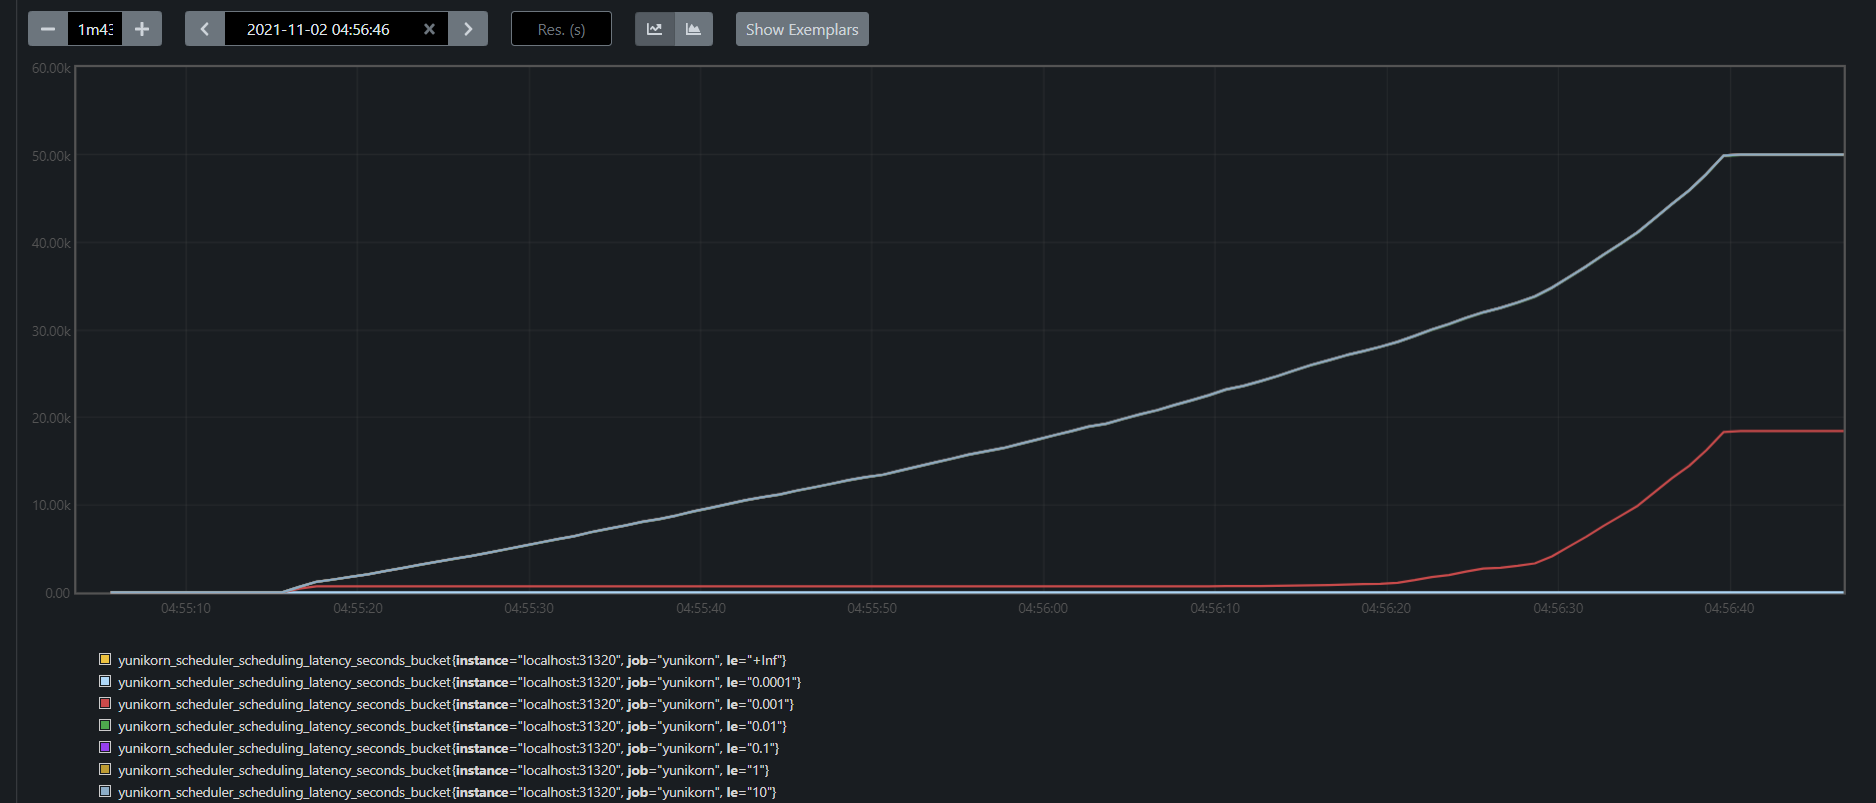 1m43
2021-11-02 04:56:46
Res. (s)
Show Exemplars
60.00k
50.00k
40.00k
30.00k
20.00k
10.00k
0.00
04:55:10 04:55:20 04:55:30 04:55:40 04:55:50 04:56:00 04:56:10 04:56:20 04:56:30 04:56:40
yunikorn_scheduler_scheduling_latency_seconds_bucket{instance="localhost:31320", job="yunikorn", le="+Inf"}
yunikorn_scheduler_scheduling_latency_seconds_bucket{instance="localhost:31320", job="yunikorn", le="0.0001"}
yunikorn_scheduler_scheduling_latency_seconds_bucket{instance="localhost:31320", job="yunikorn", le="0.001"}
yunikorn_scheduler_scheduling_latency_seconds_bucket{instance="localhost:31320", job="yunikorn", le="0.01"}
yunikorn_scheduler_scheduling_latency_seconds_bucket{instance="localhost:31320", job="yunikorn", le="0.1"}
yunikorn_scheduler_scheduling_latency_seconds_bucket{instance="localhost:31320", job="yunikorn", le="1"}
yunikorn_scheduler_scheduling_latency_seconds_bucket{instance="localhost:31320", job="yunikorn", le="10"}